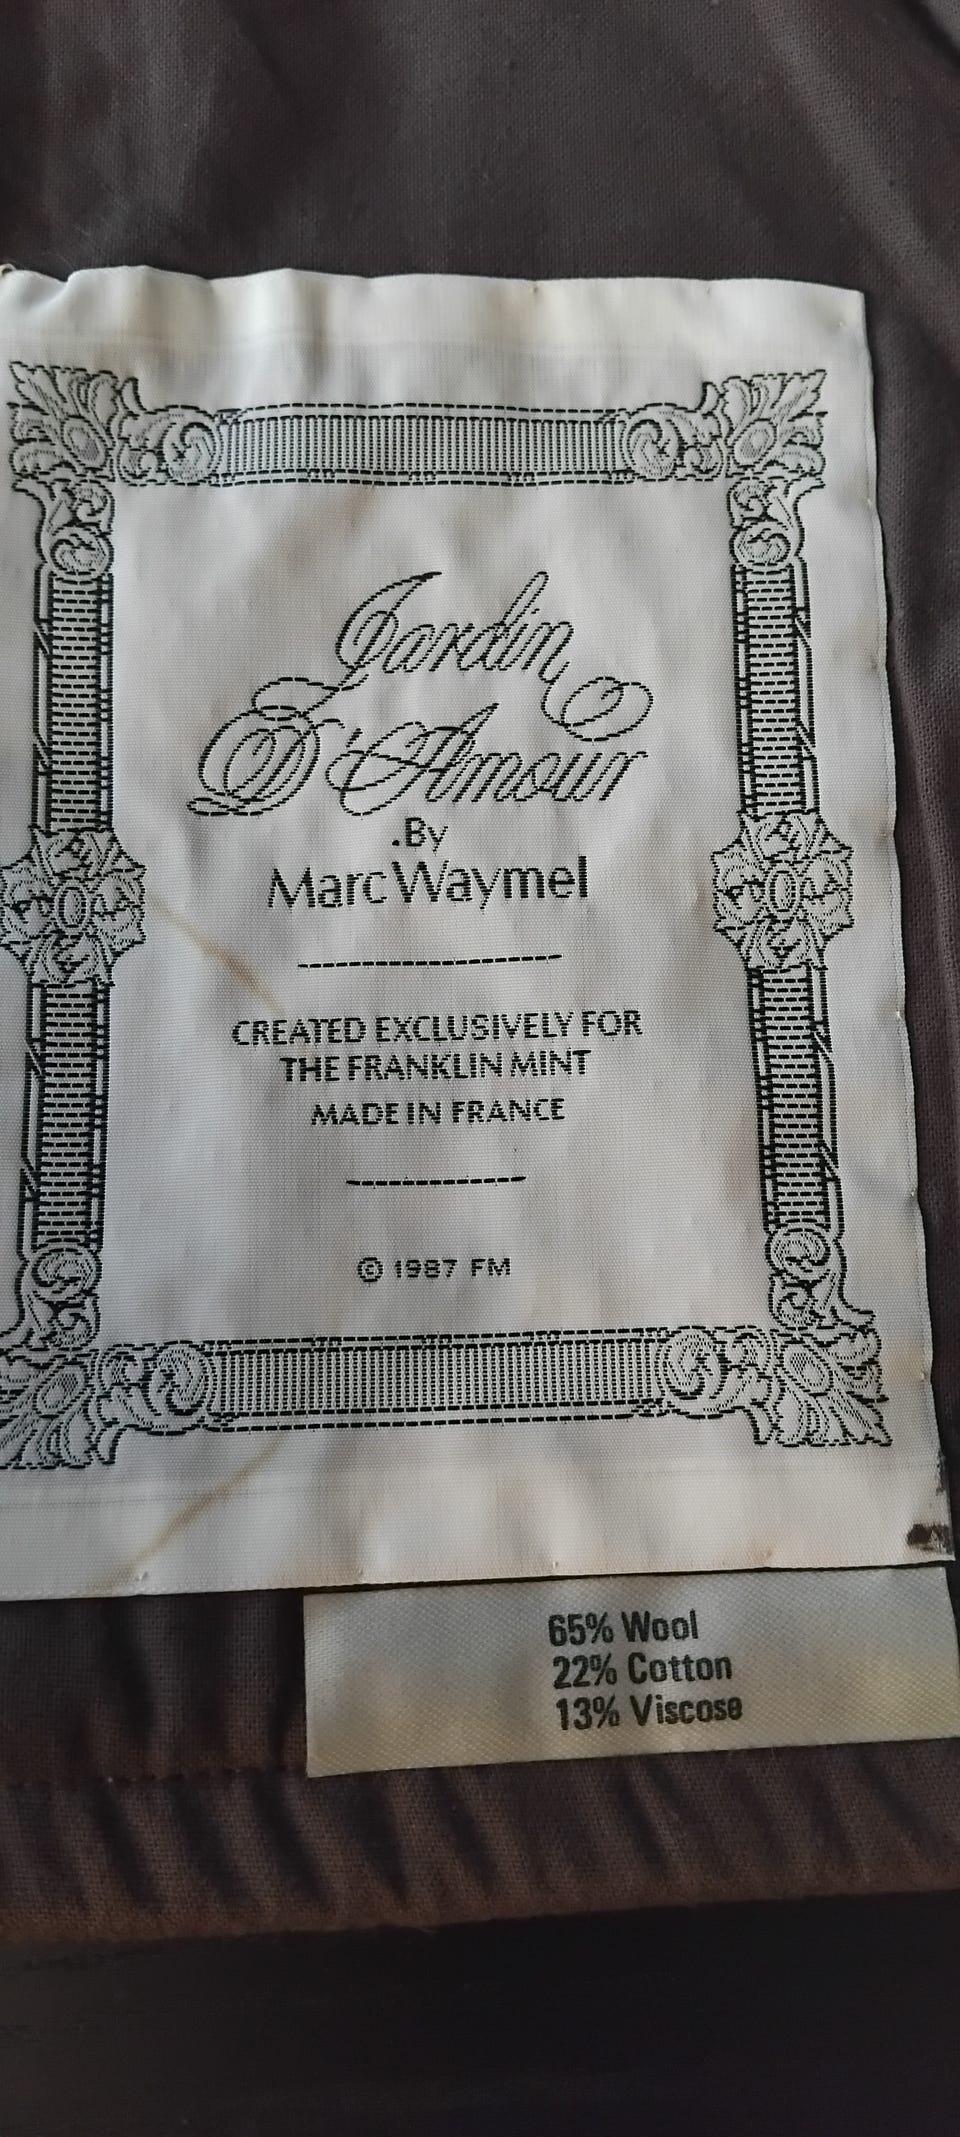 Jardin
D'Amour
.By
Marc Waymel
CREATED EXCLUSIVELY FOR
THE FRANKLIN MINT
MADE IN FRANCE
© 1987 FM
65% Wool
22% Cotton
13% Viscose